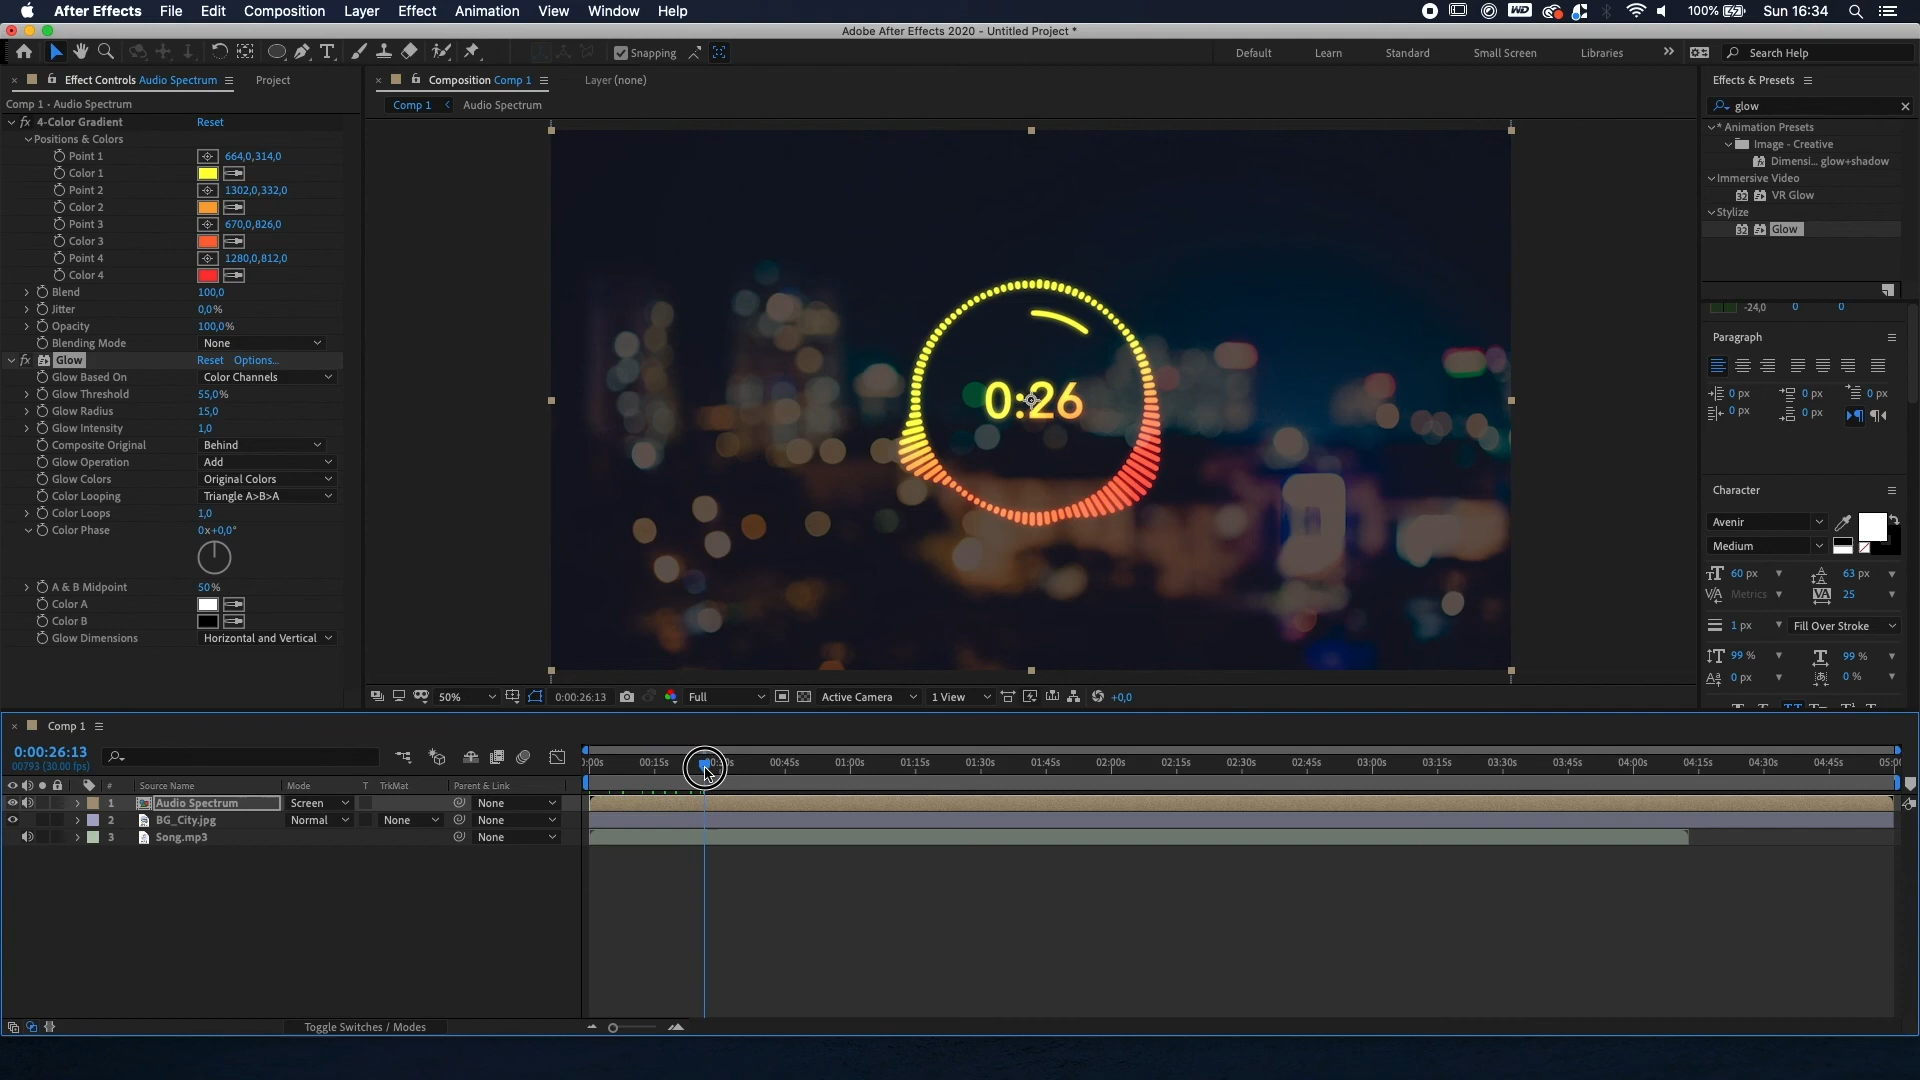 After Effects File Edit Composition Layer Effect Animation View Window Help 100% Sun 16:34
Adobe After Effects 2020 - Untitled Project *
Snapping Default Learn Standard Small Screen Libraries Search Help
Effect Controls Audio Spectrum Project
Comp 1 - Audio Spectrum
fx 4-Color Gradient Reset
Positions & Colors
Point 1 664,0,314,0
Color 1
Point 2 1302,0,332,0
Color 2
Point 3 670,0,826,0
Color 3
Point 4 1280,0,812,0
Color 4
Blend 100,0
Jitter 0,0%
Opacity 100,0%
Blending Mode None
fx Glow Reset Options...
Glow Based On Color Channels
Glow Threshold 55,0%
Glow Radius 15,0
Glow Intensity 1,0
Composite Original Behind
Glow Operation Add
Glow Colors Original Colors
Color Looping Triangle A>B>A
Color Loops 1,0
Color Phase 0x+0,0°
A & B Midpoint 50%
Color A
Color B
Glow Dimensions Horizontal and Vertical
Composition Comp 1 Layer (none)
Comp 1 < Audio Spectrum
0:26
50% 0:00:26:13 Full Active Camera 1 View +0,0
Effects & Presets
glow
* Animation Presets
Image - Creative
Dimensi... glow+shadow
Immersive Video
32 VR Glow
Stylize
32 Glow
-24,0 0 0
Paragraph
0 px 0 px 0 px
0 px 0 px
Character
Avenir
Medium
60 px 63 px
Metrics 25
1 px Fill Over Stroke
99 % 99 %
0 px 0 %
Comp 1
0:00:26:13
00793 (30.00 fps)
# Source Name Mode T TrkMat Parent & Link
1 Audio Spectrum Screen None
2 BG_City.jpg Normal None None
3 Song.mp3 None
00:15s 00:45s 01:00s 01:15s 01:30s 01:45s 02:00s 02:15s 02:30s 02:45s 03:00s 03:15s 03:30s 03:45s 04:00s 04:15s 04:30s 04:45s
Toggle Switches / Modes